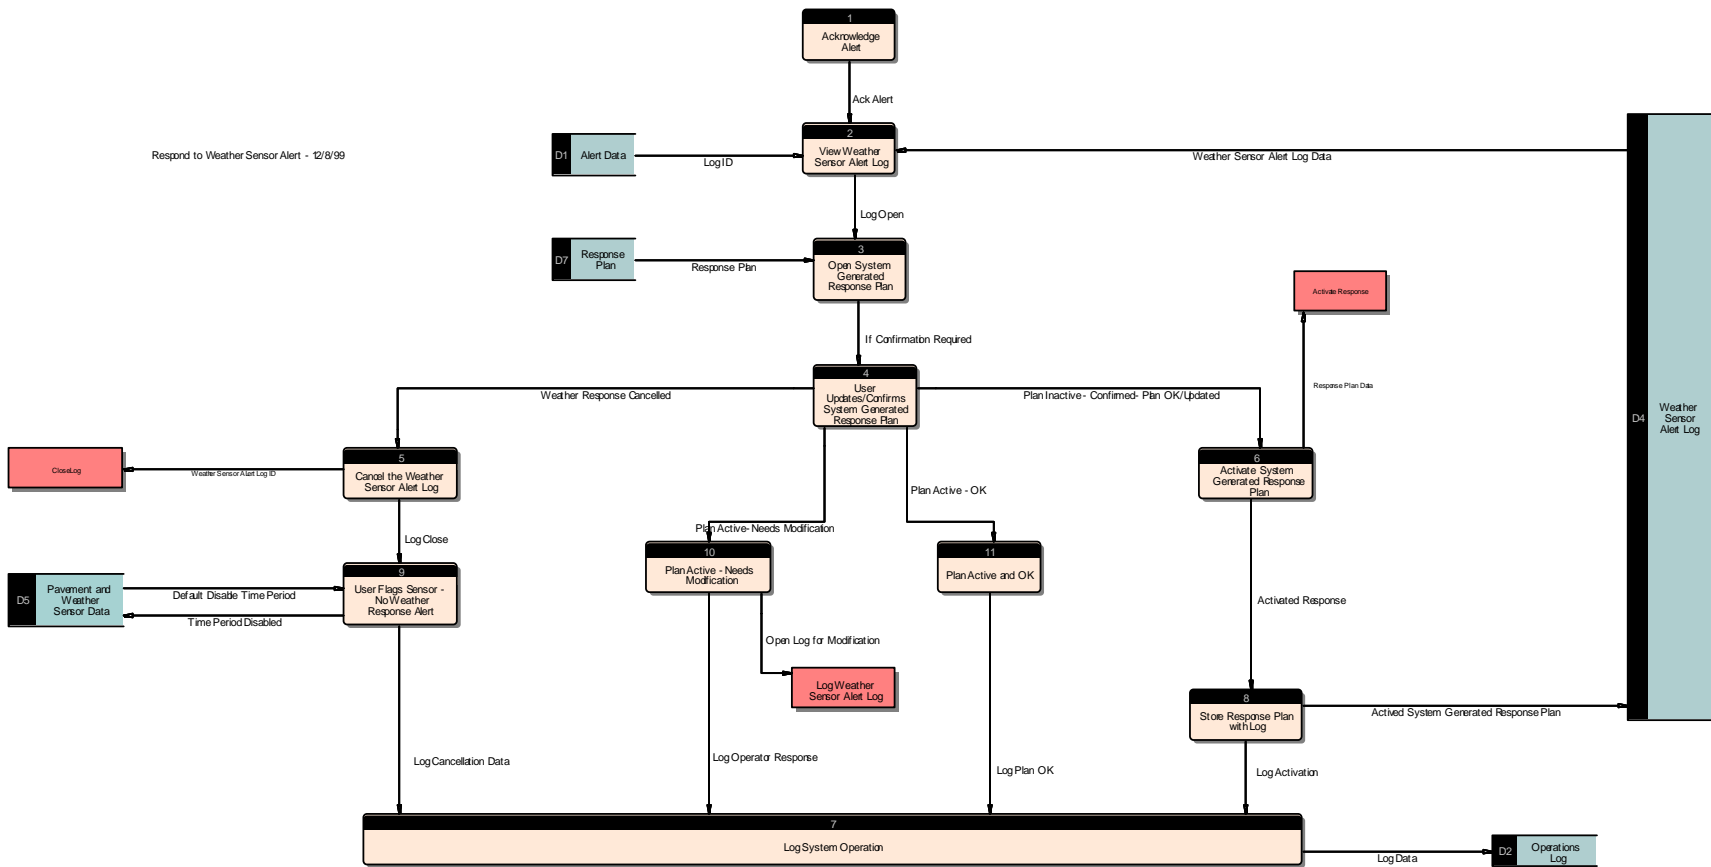 1
Acknowledge
Alert
Ack Alert
Respond to Weather Sensor Alert - 12/8/99
D1
Alert Data
Log ID
2
View Weather
Sensor Alert Log
Weather Sensor Alert Log Data
Log Open
D7
Response
Plan
Response Plan
3
Open System
Generated
Response Plan
Activate Response
If Confirmation Required
Response Plan Data
4
User
Updates/Confirms
System Generated
Response Plan
Weather Response Cancelled
Plan Inactive - Confirmed- Plan OK/Updated
D4
Weather
Sensor
Alert Log
CloseLog
Weather Sensor Alert Log ID
5
Cancel the Weather
Sensor Alert Log
6
Activate System
Generated Response
Plan
Plan Active - OK
Plan Active- Needs Modification
Log Close
10
Plan Active - Needs
Modification
11
Plan Active and OK
D5
Pavement and
Weather
Sensor Data
Default Disable Time Period
Time Period Disabled
9
User Flags Sensor -
No Weather
Response Alert
Activated Response
Open Log for Modification
Log Weather
Sensor Alert Log
8
Store Response Plan
with Log
Actived System Generated Response Plan
Log Cancellation Data
Log Operator Response
Log Plan OK
Log Activation
7
Log System Operation
Log Data
D2
Operations
Log